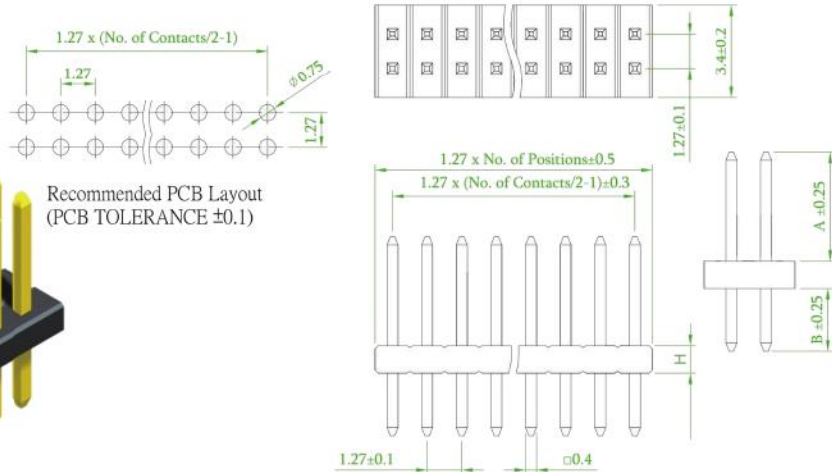 1.27 x (No. of Contacts/2-1)
1.27
Ø0.75
1.27
Recommended PCB Layout
(PCB TOLERANCE ±0.1)
3.4±0.2
1.27±0.1
1.27 x No. of Positions±0.5
1.27 x (No. of Contacts/2-1)±0.3
H
1.27±0.1
□0.4
A ±0.25
B ±0.25